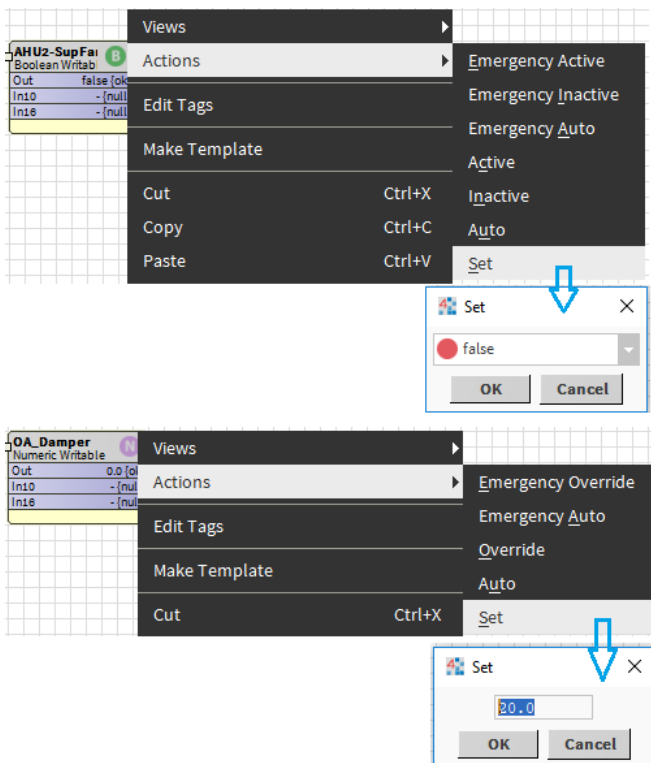 Views
AHU2-SupFa
B
Boolean Writabl
Actions
Emergency Active
Out false {ok
In10 - {null
Emergency Inactive
In16 - {null
Edit Tags
Emergency Auto
Make Template
Active
Cut Ctrl+X
Inactive
Copy Ctrl+C
Auto
Paste Ctrl+V
Set
Set
false
OK Cancel
OA_Damper
N
Numeric Writable
Views
Out 0.0 {ol
Actions
Emergency Override
In10 - {nul
In16 - {nul
Emergency Auto
Edit Tags
Override
Make Template
Auto
Cut Ctrl+X
Set
Set
20.0
OK Cancel